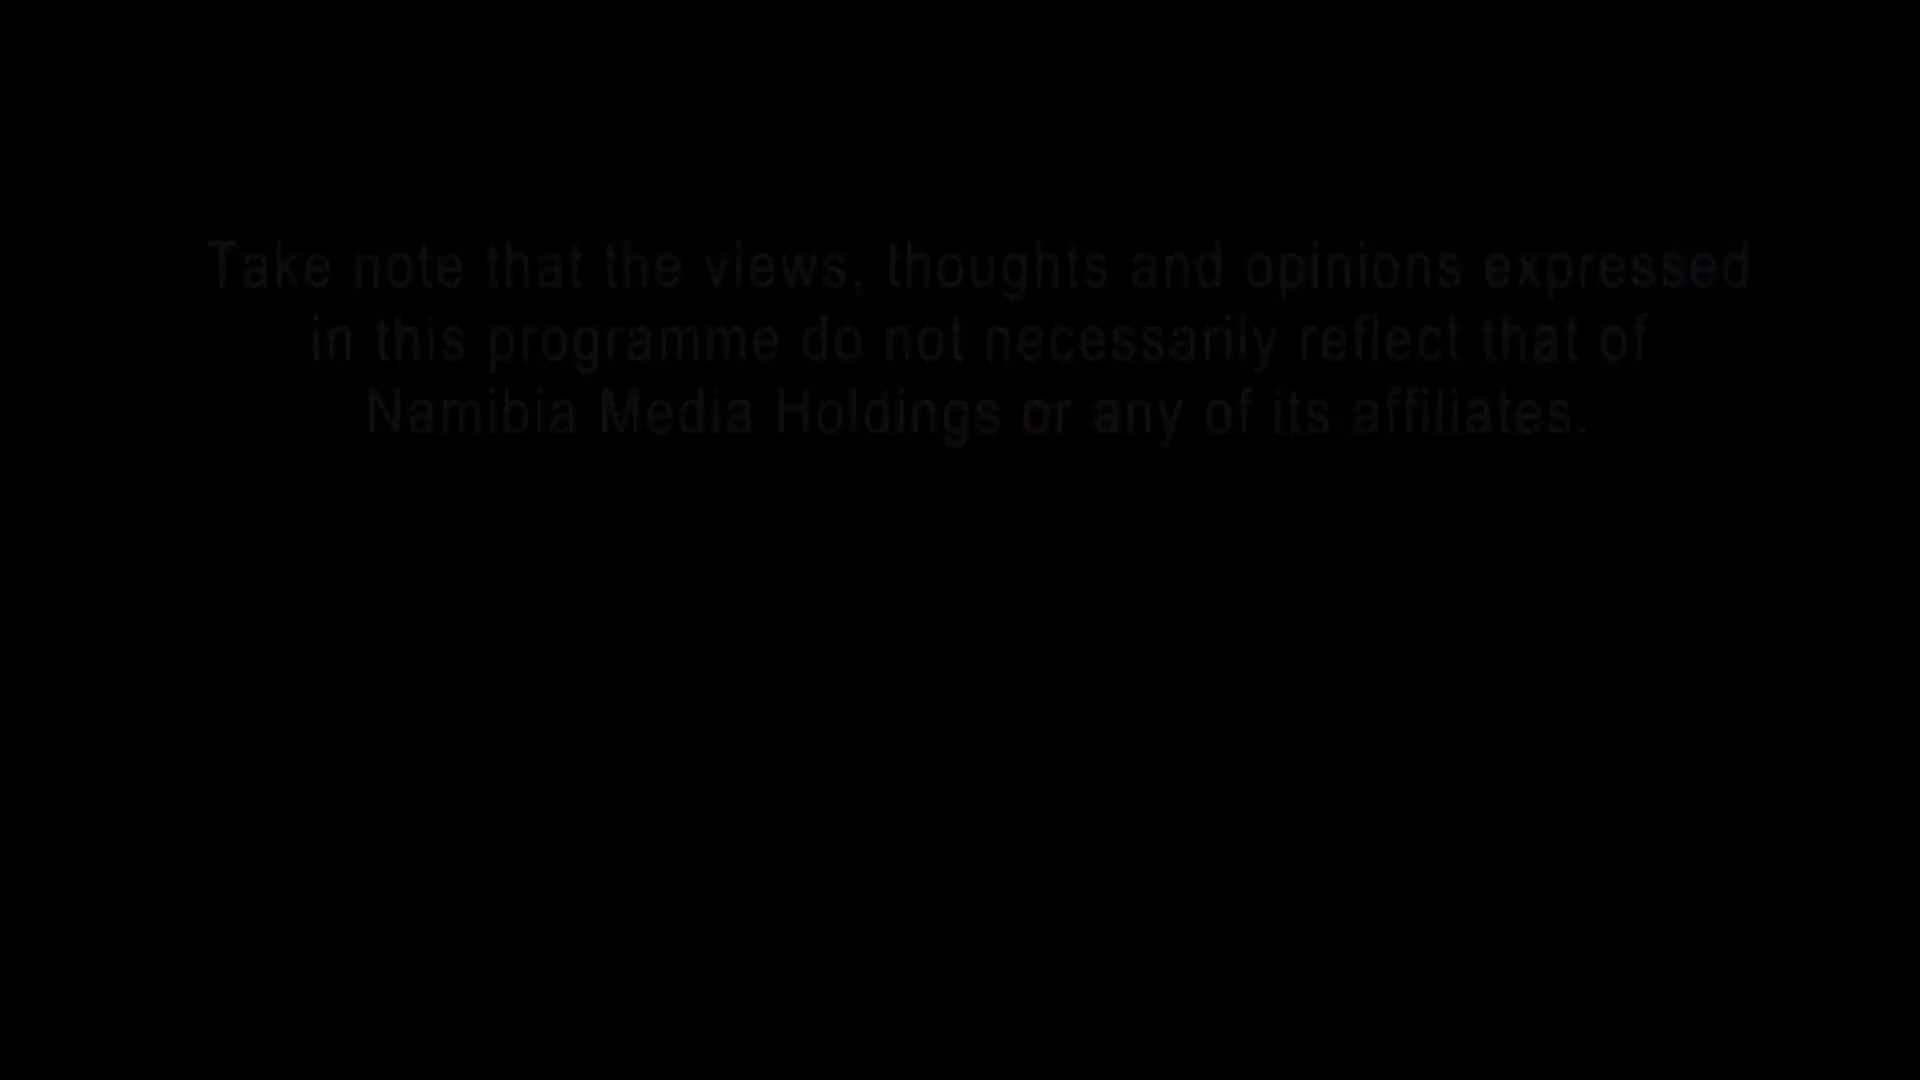 Take note that the views, thoughts and opinions expressed
in this programme do not necessarily reflect that of
Namibia Media Holdings or any of its affiliates.